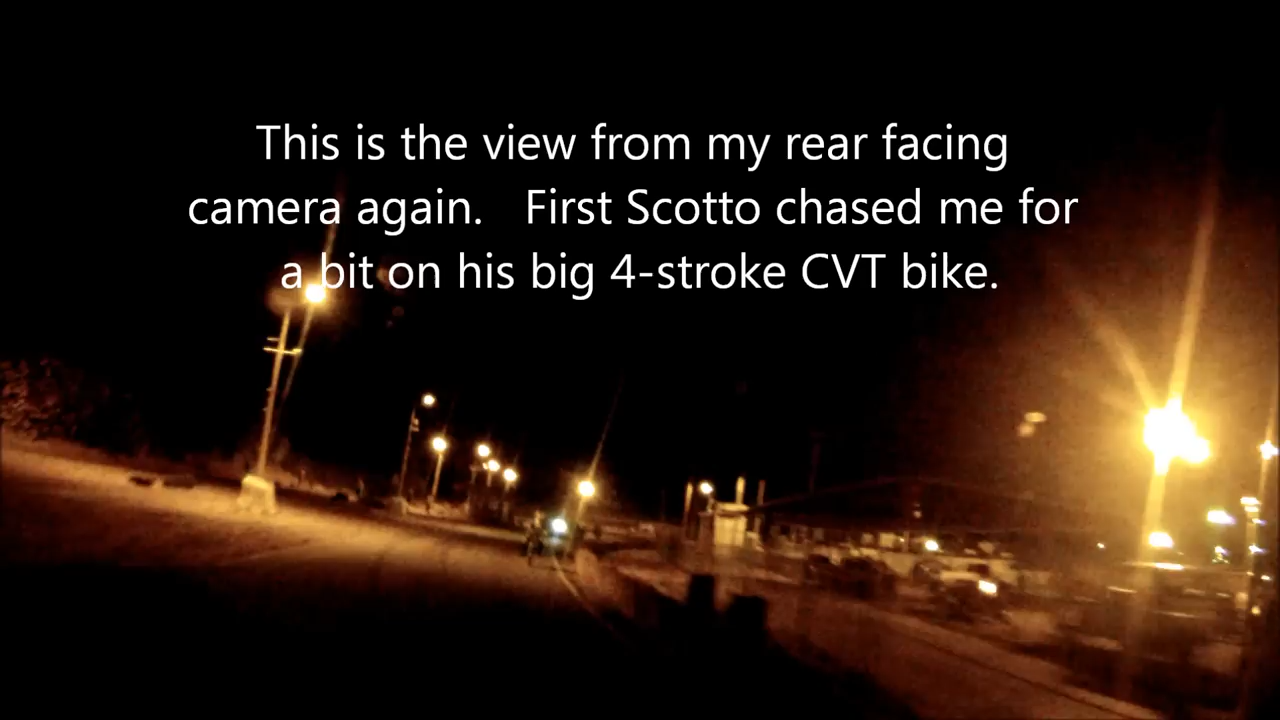 This is the view from my rear facing
camera again.   First Scotto chased me for
a bit on his big 4-stroke CVT bike.